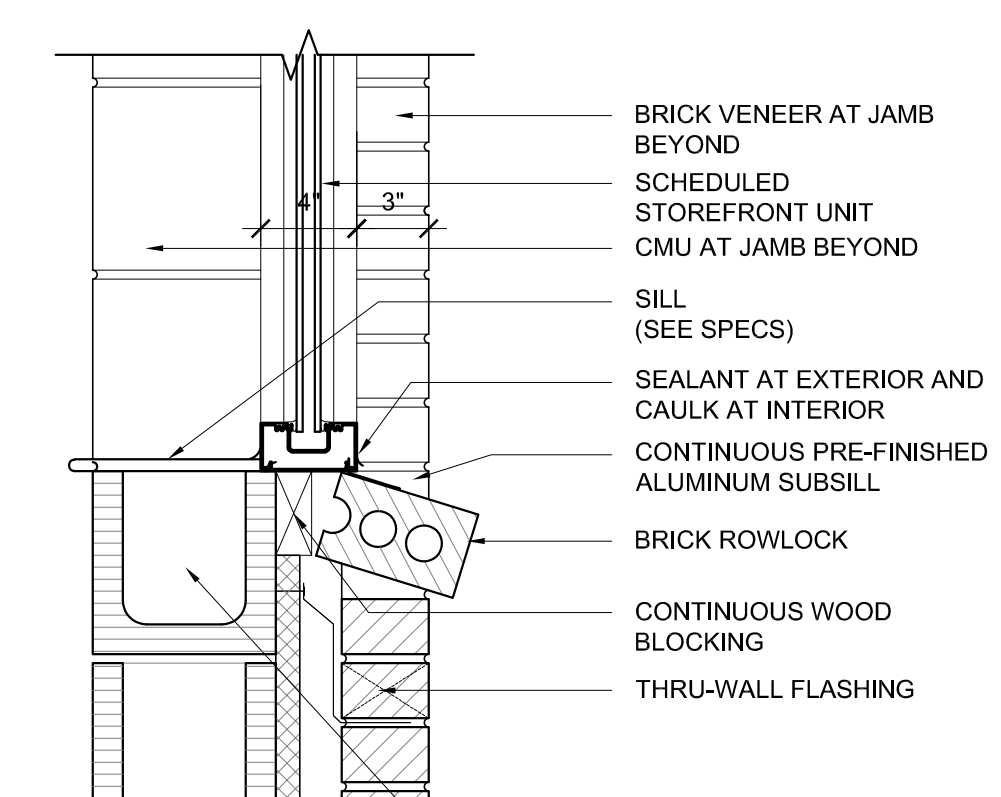 BRICK VENEER AT JAMB
BEYOND
SCHEDULED
STOREFRONT UNIT
4"
3"
CMU AT JAMB BEYOND
SILL
(SEE SPECS)
SEALANT AT EXTERIOR AND
CAULK AT INTERIOR
CONTINUOUS PRE-FINISHED
ALUMINUM SUBSILL
BRICK ROWLOCK
CONTINUOUS WOOD
BLOCKING
THRU-WALL FLASHING